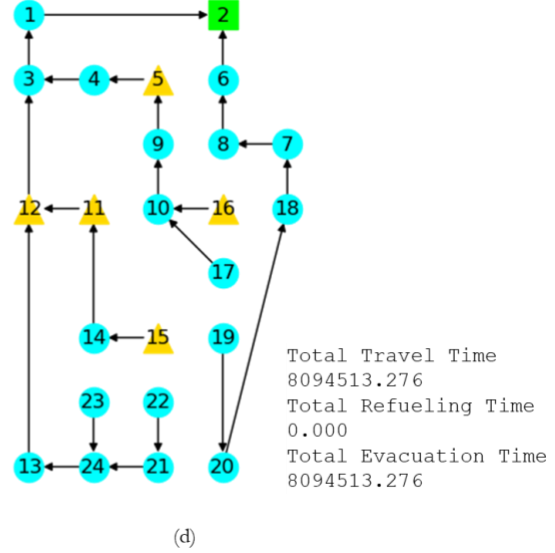 1 2
3 4 5 6
9 8 7
12 11 10 16 18
17
14 15 19
23 22
13 24 21 20
Total Travel Time
8094513.276
Total Refueling Time
0.000
Total Evacuation Time
8094513.276
(d)